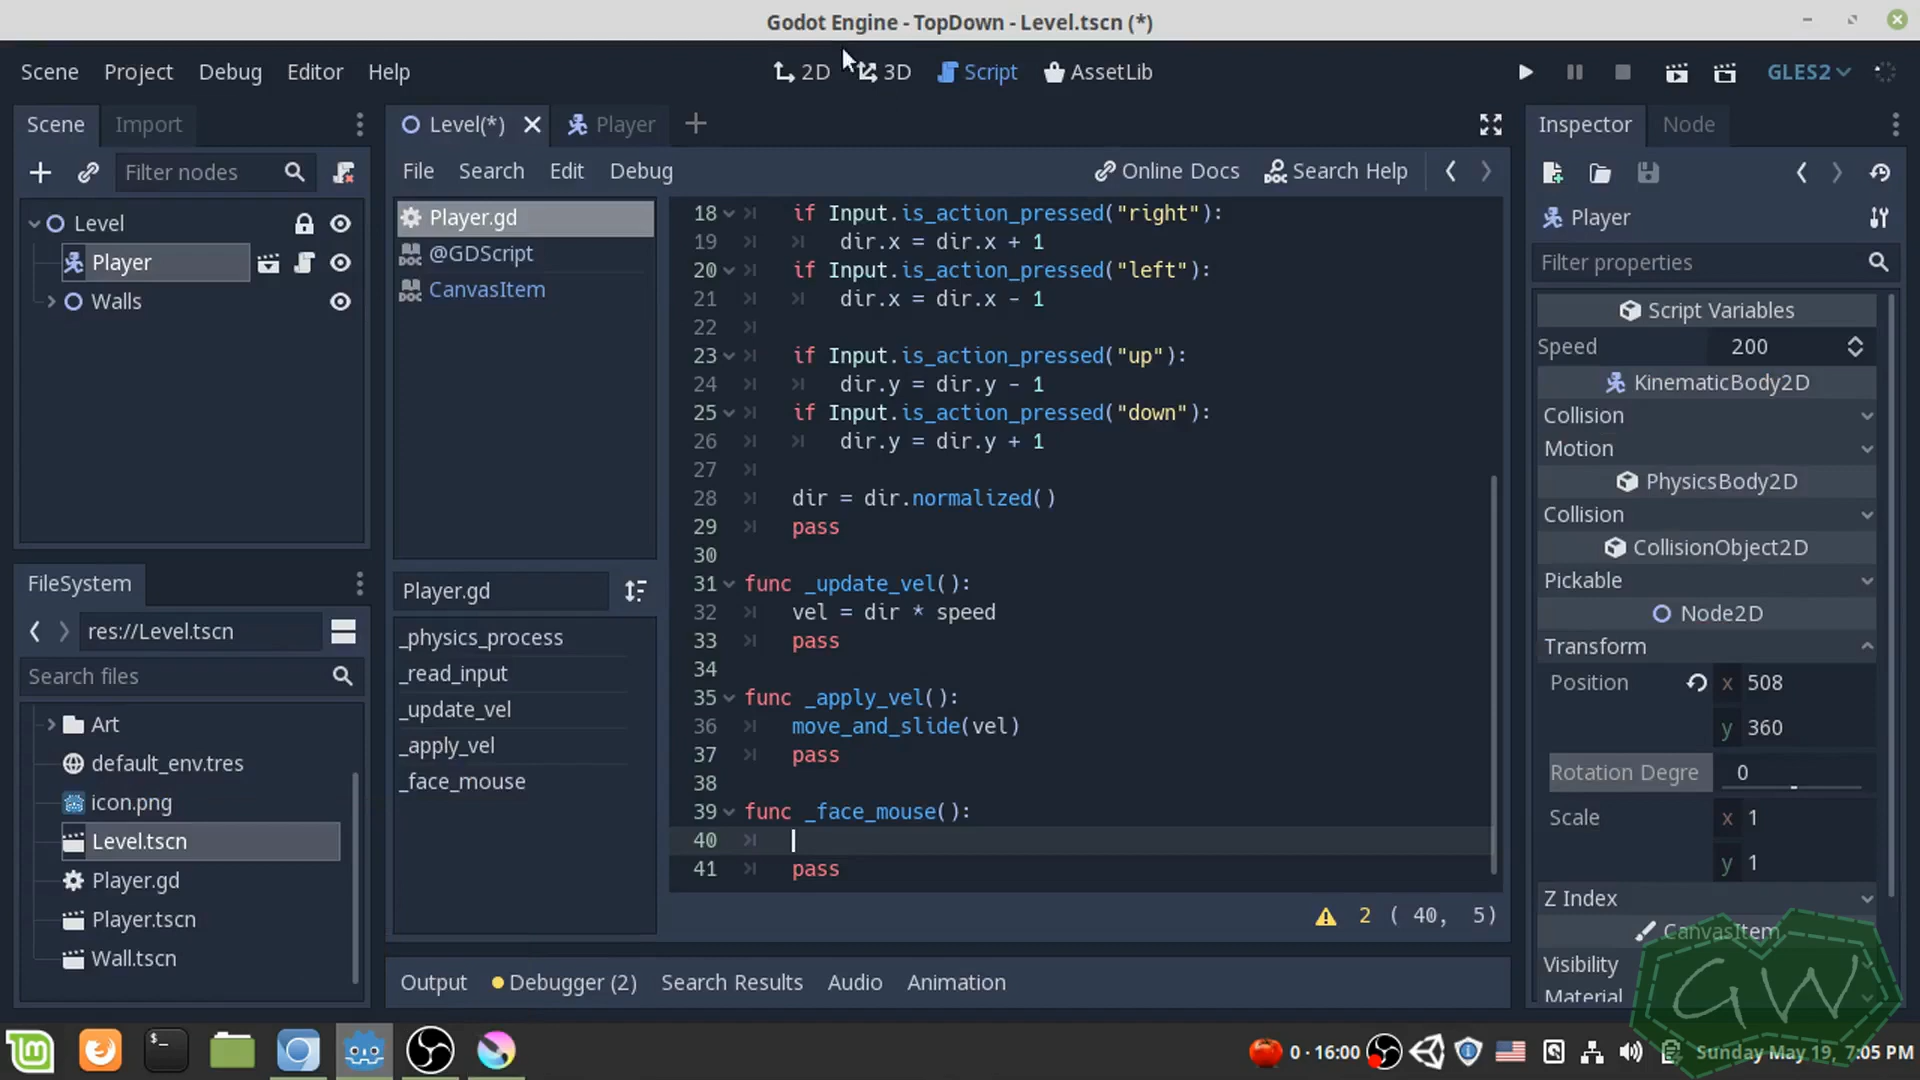 Godot Engine - TopDown - Level.tscn (*)
Scene Project Debug Editor Help
2D 3D Script AssetLib
GLES2
Scene Import
Filter nodes
Level
Player
Walls
FileSystem
res://Level.tscn
Search files
Art
default_env.tres
icon.png
Level.tscn
Player.gd
Player.tscn
Wall.tscn
Level(*) Player
File Search Edit Debug
Online Docs Search Help
Player.gd
@GDScript
CanvasItem
Player.gd
_physics_process
_read_input
_update_vel
_apply_vel
_face_mouse
18 if Input.is_action_pressed("right"):
19 dir.x = dir.x + 1
20 if Input.is_action_pressed("left"):
21 dir.x = dir.x - 1
22
23 if Input.is_action_pressed("up"):
24 dir.y = dir.y - 1
25 if Input.is_action_pressed("down"):
26 dir.y = dir.y + 1
27
28 dir = dir.normalized()
29 pass
30
31 func _update_vel():
32 vel = dir * speed
33 pass
34
35 func _apply_vel():
36 move_and_slide(vel)
37 pass
38
39 func _face_mouse():
40
41 pass
2 ( 40, 5)
Output Debugger (2) Search Results Audio Animation
Inspector Node
Player
Filter properties
Script Variables
Speed 200
KinematicBody2D
Collision
Motion
PhysicsBody2D
Collision
CollisionObject2D
Pickable
Node2D
Transform
Position x 508
y 360
Rotation Degre 0
Scale x 1
y 1
Z Index
CanvasItem
Visibility
Material
GW
0 · 16:00
Sunday May 19, 7:05 PM